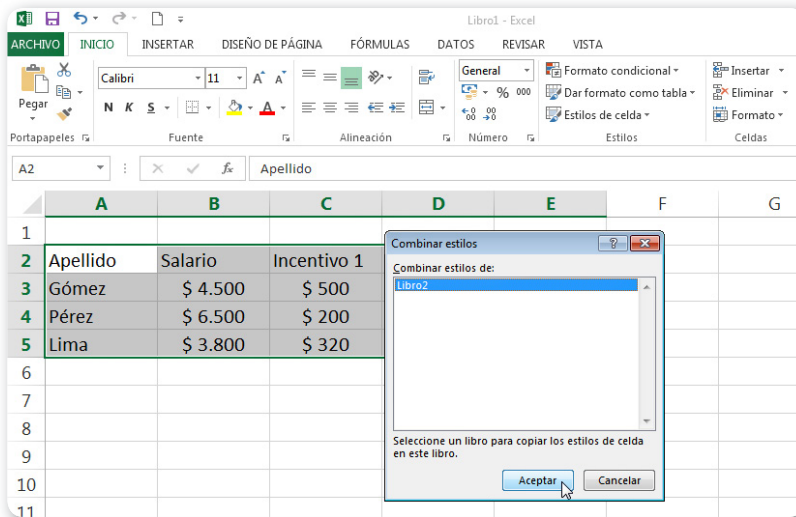 Libro1 - Excel
ARCHIVO INICIO INSERTAR DISEÑO DE PÁGINA FÓRMULAS DATOS REVISAR VISTA
Pegar
Calibri 11
N K S
General
% 000
Formato condicional
Dar formato como tabla
Estilos de celda
Insertar
Eliminar
Formato
Portapapeles Fuente Alineación Número Estilos Celdas
A2 fx Apellido
A B C D E F G
1
2 Apellido Salario Incentivo 1
3 Gómez $ 4.500 $ 500
4 Pérez $ 6.500 $ 200
5 Lima $ 3.800 $ 320
6
7
8
9
10
11
Combinar estilos
Combinar estilos de:
Libro2
Seleccione un libro para copiar los estilos de celda
en este libro.
Aceptar Cancelar